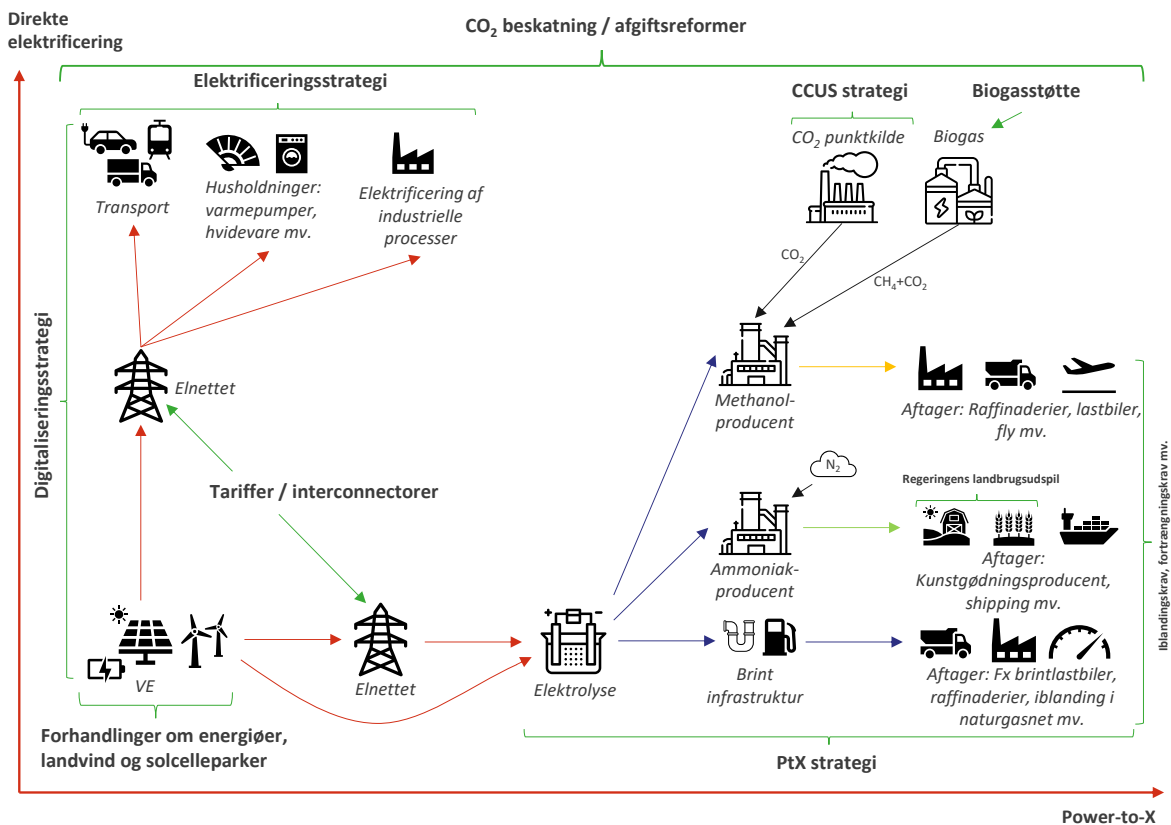 Direkte
elektrificering
CO₂ beskatning / afgiftsreformer
Elektrificeringsstrategi
CCUS strategi
Biogasstøtte
CO₂ punktkilde
Biogas
Transport
Husholdninger:
varmepumper,
hvidevare mv.
Elektrificering af
industrielle
processer
CO₂
CH₄+CO₂
Digitaliseringsstrategi
Elnettet
Methanol-
producent
Aftager: Raffinaderier, lastbiler,
fly mv.
Tariffer / interconnectorer
N₂
Regeringens landbrugsudspil
Ammoniak-
producent
Aftager:
Kunstgødningsproducent,
shipping mv.
Iblandingskrav, fortrængningskrav mv.
VE
Elnettet
Elektrolyse
Brint
infrastruktur
Aftager: Fx brintlastbiler,
raffinaderier, iblanding i
naturgasnet mv.
Forhandlinger om energiøer,
landvind og solcelleparker
PtX strategi
Power-to-X